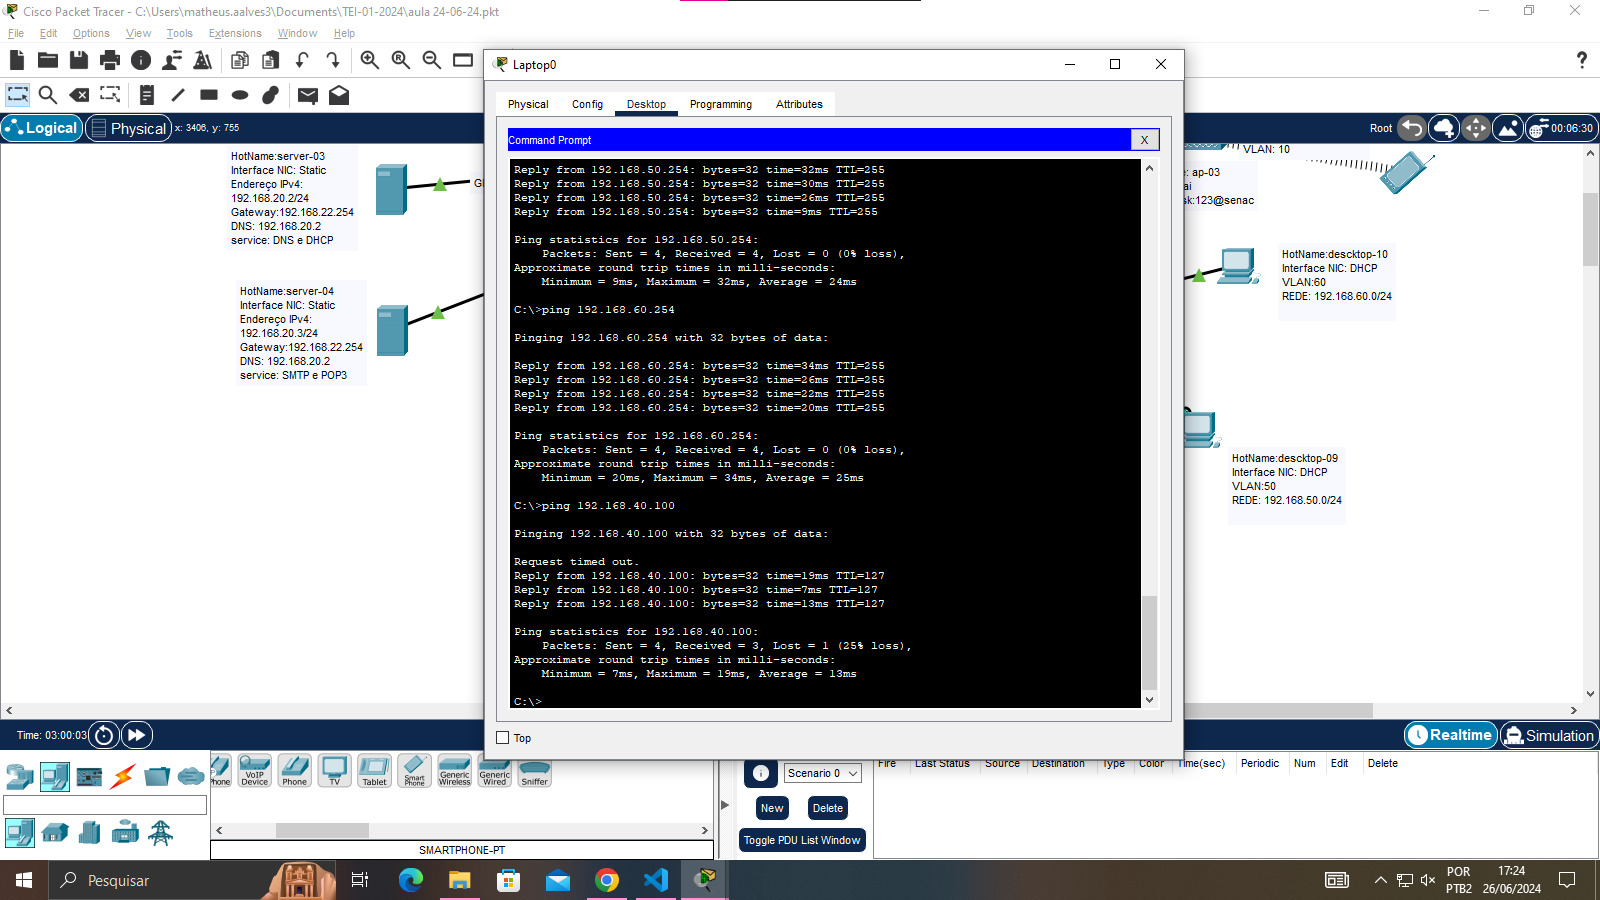 Cisco Packet Tracer - C:\Users\matheus.aalves3\Documents\TEI-01-2024\aula 24-06-24.pkt
File Edit Options View Tools Extensions Window Help
Logical Physical x: 3406, y: 755
Root 00:06:30
HotName:server-03
Interface NIC: Static
Endereço IPv4:
192.168.20.2/24
Gateway:192.168.22.254
DNS: 192.168.20.2
service: DNS e DHCP
HotName:server-04
Interface NIC: Static
Endereço IPv4:
192.168.20.3/24
Gateway:192.168.22.254
DNS: 192.168.20.2
service: SMTP e POP3
Laptop0
Physical Config Desktop Programming Attributes
Command Prompt X
Reply from 192.168.50.254: bytes=32 time=32ms TTL=255
Reply from 192.168.50.254: bytes=32 time=30ms TTL=255
Reply from 192.168.50.254: bytes=32 time=26ms TTL=255
Reply from 192.168.50.254: bytes=32 time=9ms TTL=255
Ping statistics for 192.168.50.254:
Packets: Sent = 4, Received = 4, Lost = 0 (0% loss),
Approximate round trip times in milli-seconds:
Minimum = 9ms, Maximum = 32ms, Average = 24ms
C:\>ping 192.168.60.254
Pinging 192.168.60.254 with 32 bytes of data:
Reply from 192.168.60.254: bytes=32 time=34ms TTL=255
Reply from 192.168.60.254: bytes=32 time=26ms TTL=255
Reply from 192.168.60.254: bytes=32 time=22ms TTL=255
Reply from 192.168.60.254: bytes=32 time=20ms TTL=255
Ping statistics for 192.168.60.254:
Packets: Sent = 4, Received = 4, Lost = 0 (0% loss),
Approximate round trip times in milli-seconds:
Minimum = 20ms, Maximum = 34ms, Average = 25ms
C:\>ping 192.168.40.100
Pinging 192.168.40.100 with 32 bytes of data:
Request timed out.
Reply from 192.168.40.100: bytes=32 time=19ms TTL=127
Reply from 192.168.40.100: bytes=32 time=7ms TTL=127
Reply from 192.168.40.100: bytes=32 time=13ms TTL=127
Ping statistics for 192.168.40.100:
Packets: Sent = 4, Received = 3, Lost = 1 (25% loss),
Approximate round trip times in milli-seconds:
Minimum = 7ms, Maximum = 19ms, Average = 13ms
C:\>
Top
VLAN: 10
: ap-03
ai
sk:123@senac
HotName:descktop-10
Interface NIC: DHCP
VLAN:60
REDE: 192.168.60.0/24
HotName:descktop-09
Interface NIC: DHCP
VLAN:50
REDE: 192.168.50.0/24
Time: 03:00:03
Realtime Simulation
Phone VoIP Device Phone TV Tablet Smart Phone Generic Wireless Generic Wired Sniffer
SMARTPHONE-PT
Scenario 0
New Delete
Toggle PDU List Window
Fire Last Status Source Destination Type Color Time(sec) Periodic Num Edit Delete
Pesquisar
POR
PTB2
17:24
26/06/2024